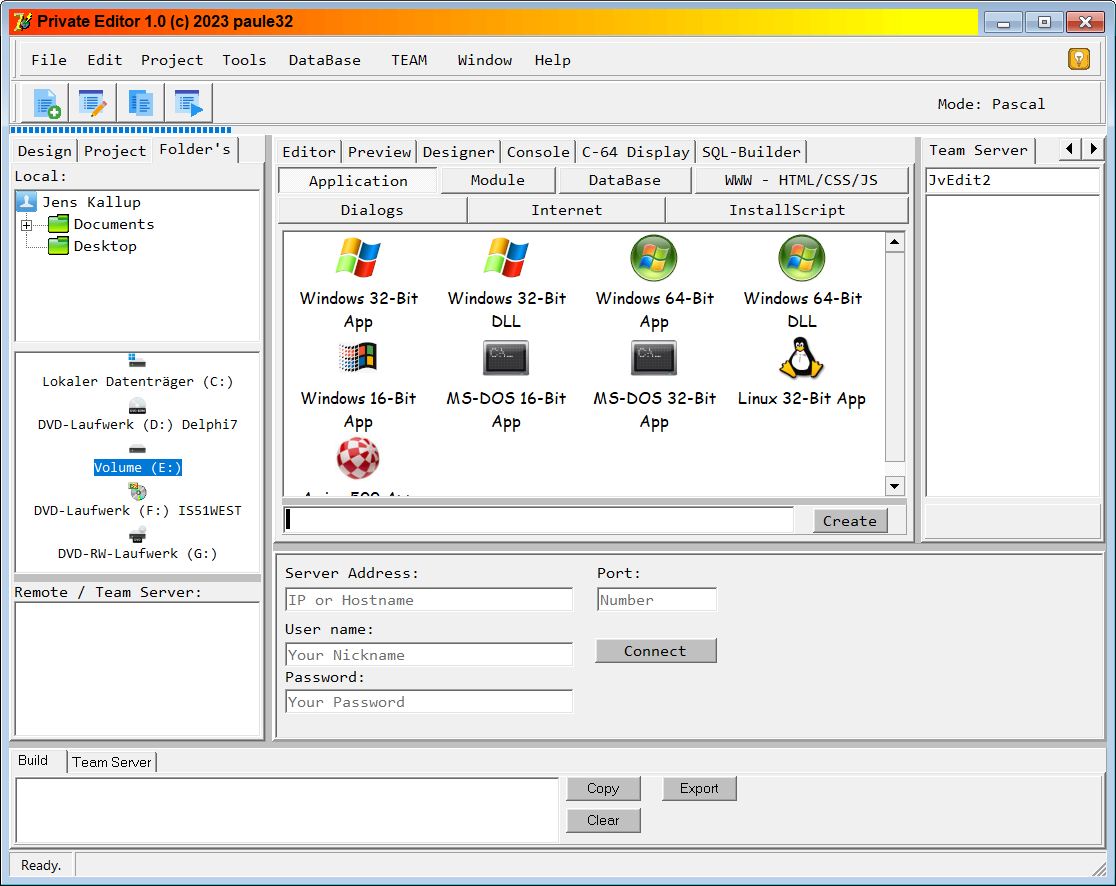 Private Editor 1.0 (c) 2023 paule32
File Edit Project Tools DataBase TEAM Window Help
Mode: Pascal
Design Project Folder's
Local:
Jens Kallup
Documents
Desktop
Lokaler Datenträger (C:)
DVD-Laufwerk (D:) Delphi7
Volume (E:)
DVD-Laufwerk (F:) IS51WEST
DVD-RW-Laufwerk (G:)
Remote / Team Server:
Editor Preview Designer Console C-64 Display SQL-Builder
Application Module DataBase WWW - HTML/CSS/JS
Dialogs Internet InstallScript
Windows 32-Bit App
Windows 32-Bit DLL
Windows 64-Bit App
Windows 64-Bit DLL
Windows 16-Bit App
MS-DOS 16-Bit App
MS-DOS 32-Bit App
Linux 32-Bit App
Create
Team Server
JvEdit2
Server Address:
IP or Hostname
Port:
Number
User name:
Your Nickname
Connect
Password:
Your Password
Build Team Server
Copy Export
Clear
Ready.